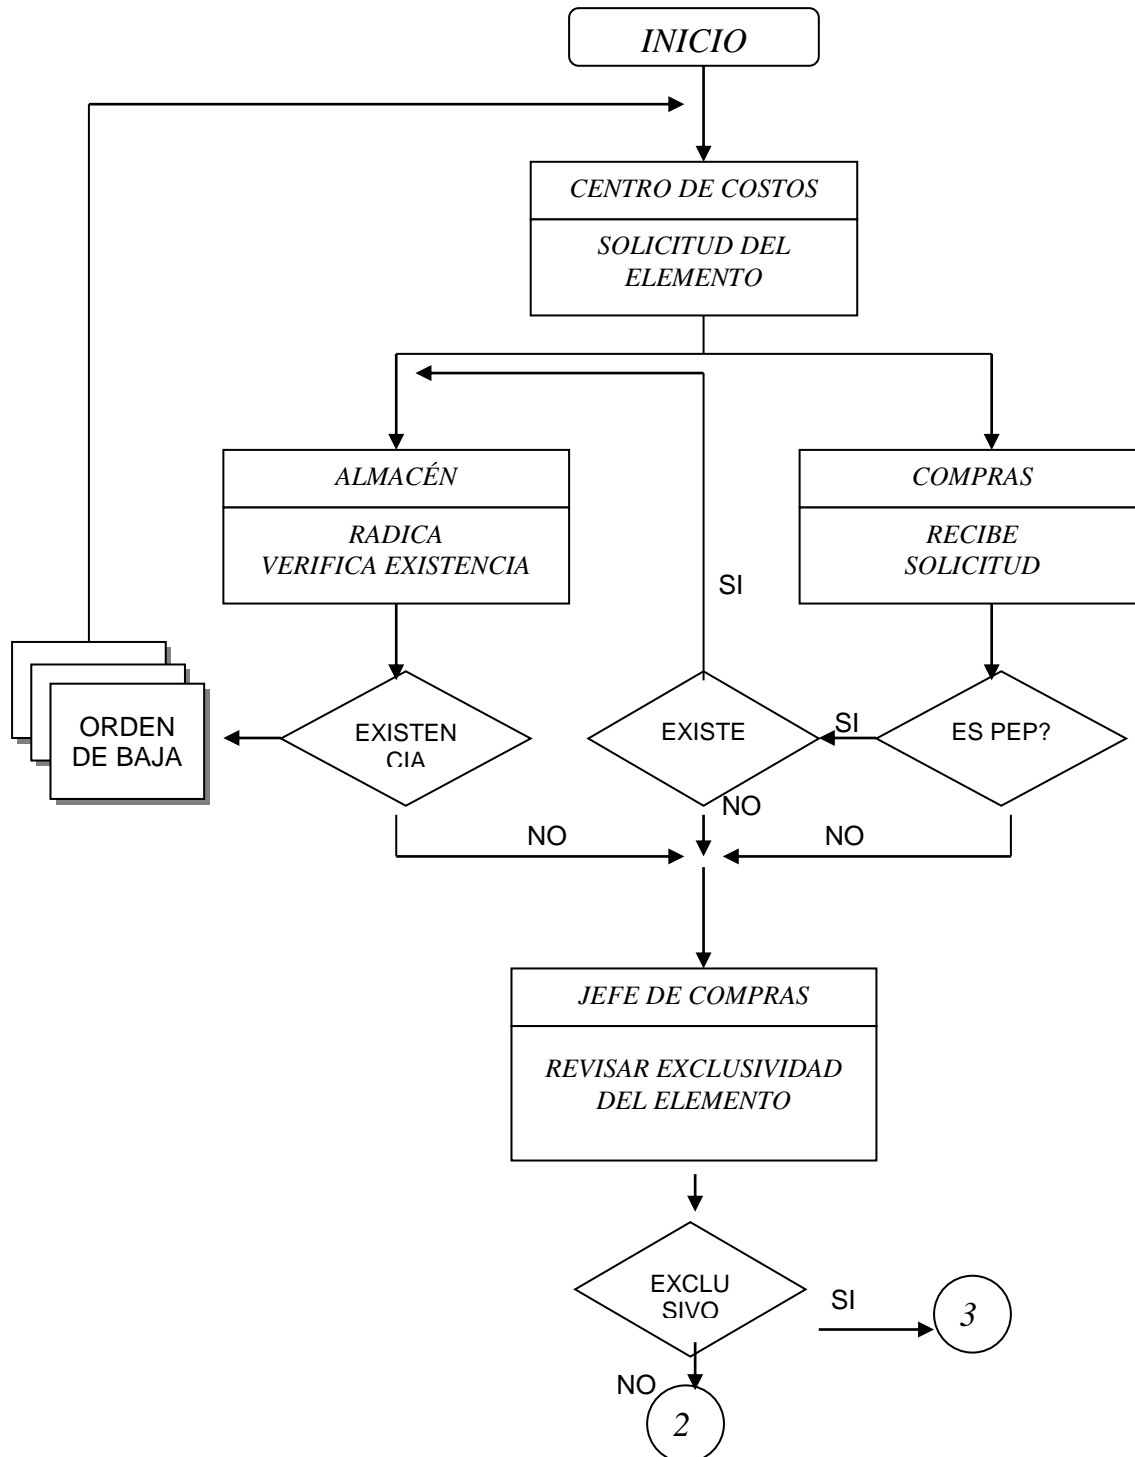 INICIO
CENTRO DE COSTOS
SOLICITUD DEL
ELEMENTO
ALMACÉN
RADICA
VERIFICA EXISTENCIA
COMPRAS
RECIBE
SOLICITUD
SI
ORDEN
DE BAJA
EXISTEN
CIA
EXISTE
SI
ES PEP?
NO
NO
NO
JEFE DE COMPRAS
REVISAR EXCLUSIVIDAD
DEL ELEMENTO
EXCLU
SIVO
SI
3
NO
2